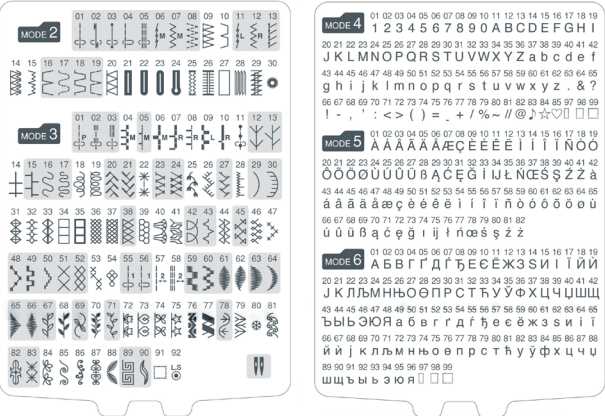 MODE 2
01 02 03 04 05 06 07 08 09 10 11 12 13
P M M S L R
14 15 16 17 18 19 20 21 22 23 24 25 26 27 28 29 30
MODE 3
01 02 03 04 05 06 07 08 09 10 11 12 13
P M M R R L R
14 15 16 17 18 19 20 21 22 23 24 25 26 27 28 29 30
31 32 33 34 35 36 37 38 39 40 41 42 43 44 45 46 47
48 49 50 51 52 53 54 55 56 57 58 59 60 61 62 63 64
1 1 2 2
65 66 67 68 69 70 71 72 73 74 75 76 77 78 79 80 81
82 83 84 85 86 87 88 89 90 91 92
LS
MODE 4
01 02 03 04 05 06 07 08 09 10 11 12 13 14 15 16 17 18 19
1 2 3 4 5 6 7 8 9 0 A B C D E F G H I
20 21 22 23 24 25 26 27 28 29 30 31 32 33 34 35 36 37 38 39 40 41 42
J K L M N O P Q R S T U V W X Y Z a b c d e f
43 44 45 46 47 48 49 50 51 52 53 54 55 56 57 58 59 60 61 62 63 64 65
g h i j k l m n o p q r s t u v w x y z . & ?
66 67 68 69 70 71 72 73 74 75 76 77 78 79 80 81 82 83 84 85 97 98 99
! - , ' : < > ( ) = _ + / % ~ // @ ♪ ☆ ♡
MODE 5
01 02 03 04 05 06 07 08 09 10 11 12 13 14 15 16 17 18 19
À Á Â Ã Ä Å Æ Ç È É Ê Ë Ì Í Î Ï Ñ Ò Ó
20 21 22 23 24 25 26 27 28 29 30 31 32 33 34 35 36 37 38 39 40 41 42
Ô Õ Ö Ø Ù Ú Û Ü ß Ą Ć Ę Ğ İ IJ Ł Ń Œ Ś Ş Ź Ż à
43 44 45 46 47 48 49 50 51 52 53 54 55 56 57 58 59 60 61 62 63 64 65
á â ã ä å æ ç è é ê ë ì í î ï ñ ò ó ô õ ö ø ù
66 67 68 69 70 71 72 73 74 75 76 77 78 79 80 81 82
ú û ü ß ą ć ę ğ ı ij ł ń œ ś ş ź ż
MODE 6
01 02 03 04 05 06 07 08 09 10 11 12 13 14 15 16 17 18 19
А Б В Г Ґ Д Ѓ Ђ Е Є Ё Ж З Ѕ И І Ї Й Ѝ
20 21 22 23 24 25 26 27 28 29 30 31 32 33 34 35 36 37 38 39 40 41 42
Ј К Л Љ М Н Њ О Ө П Р С Т Ћ У Ў Ф Х Ц Ч Џ Ш Щ
43 44 45 46 47 48 49 50 51 52 53 54 55 56 57 58 59 60 61 62 63 64 65
Ъ Ы Ь Э Ю Я а б в г ґ д ѓ ђ е є ё ж з ѕ и і ї
66 67 68 69 70 71 72 73 74 75 76 77 78 79 80 81 82 83 84 85 86 87 88
й ѝ ј к л љ м н њ о ө п р с т ћ у ў ф х ц ч џ
89 90 91 92 93 94 95 96 97 98 99
ш щ ъ ы ь э ю я